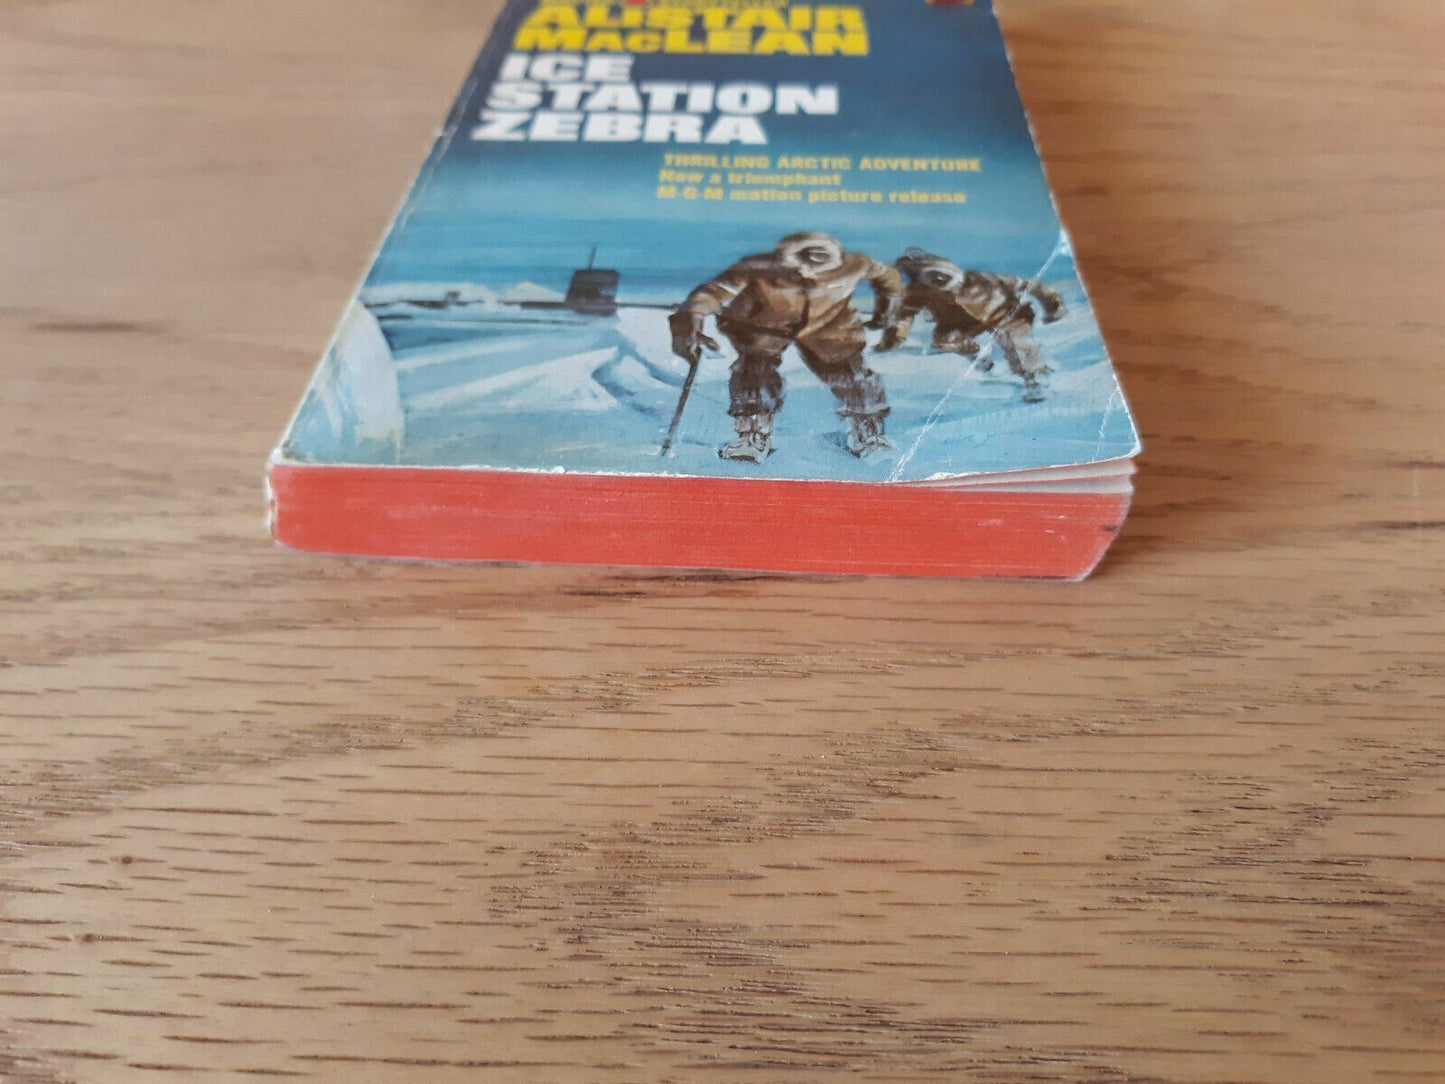 ALISTAIR
MACLEAN
ICE
STATION
ZEBRA
THRILLING ARCTIC ADVENTURE
Now a triumphant
M-G-M motion picture release